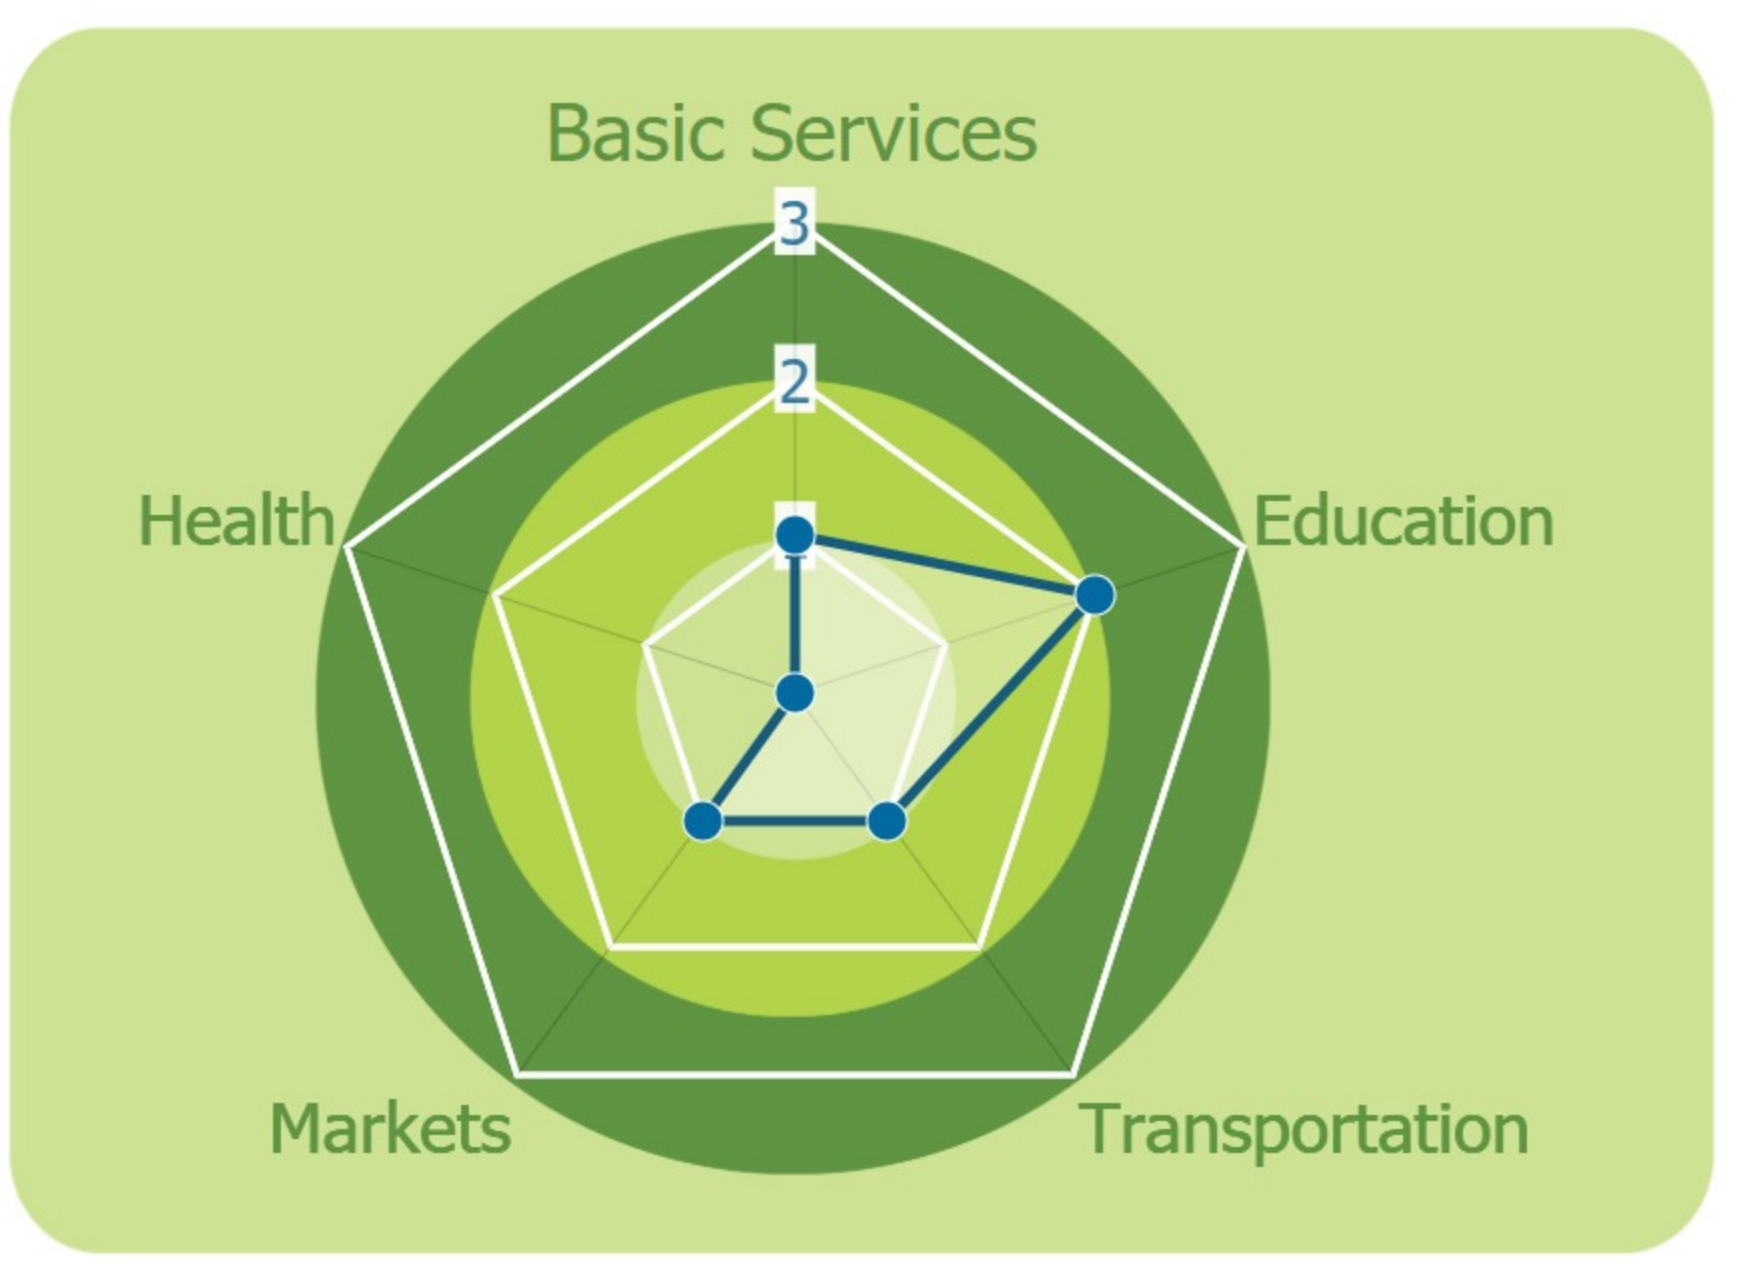 Basic Services
3
2
Health
Education
Markets
Transportation